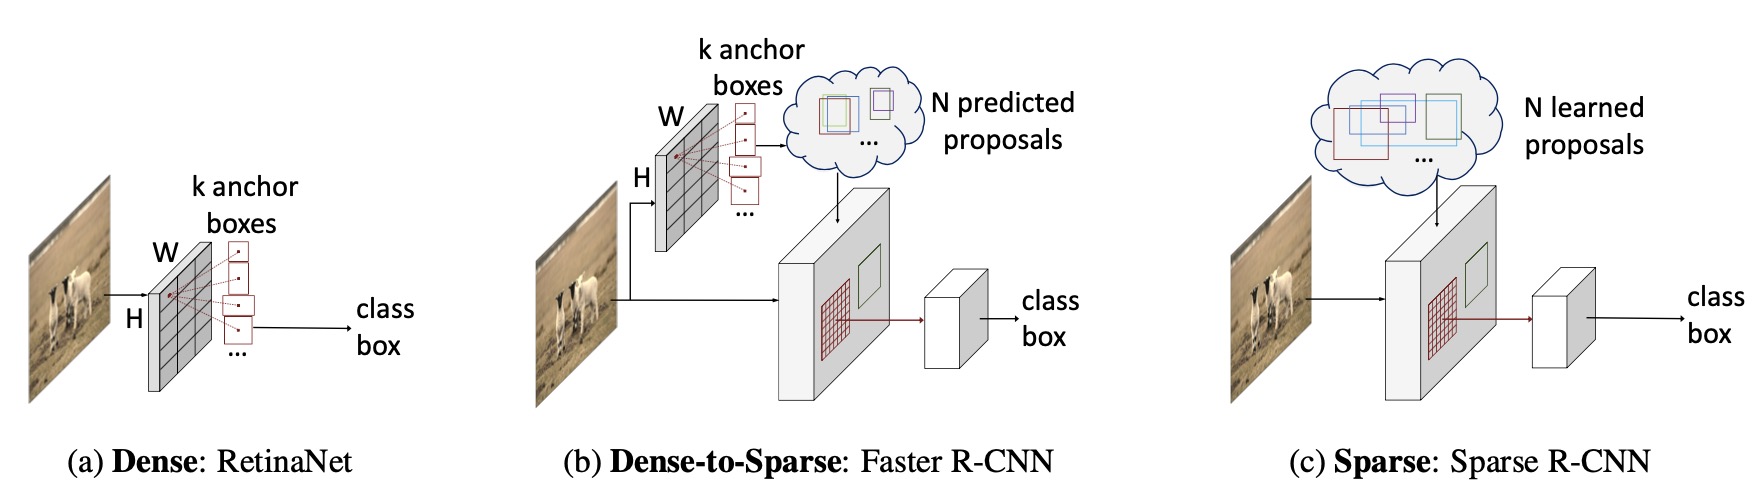 k anchor
boxes
W
H
...
class
box
(a) Dense: RetinaNet
k anchor
boxes
W
H
...
...
N predicted
proposals
class
box
(b) Dense-to-Sparse: Faster R-CNN
...
N learned
proposals
class
box
(c) Sparse: Sparse R-CNN